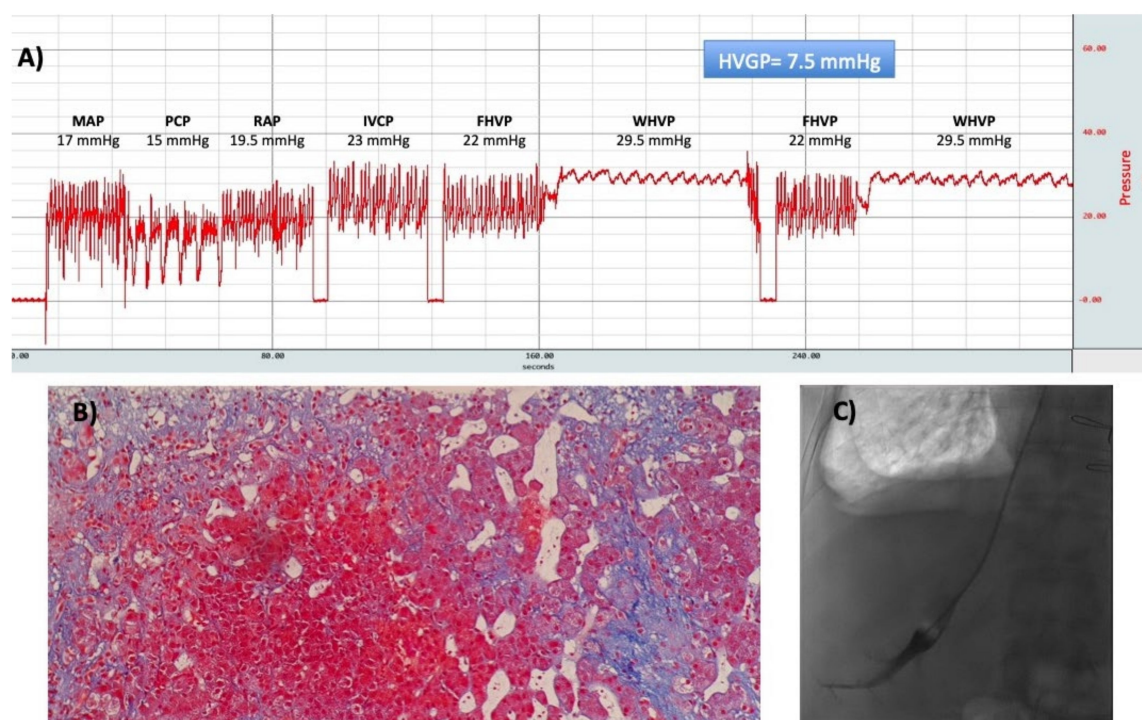 A)
HVGP= 7.5 mmHg
60.00
MAP PCP RAP IVCP FHVP WHVP FHVP WHVP
17 mmHg 15 mmHg 19.5 mmHg 23 mmHg 22 mmHg 29.5 mmHg 22 mmHg 29.5 mmHg
40.00
Pressure
20.00
-0.00
0.00 80.00 160.00 240.00
seconds
B)
C)